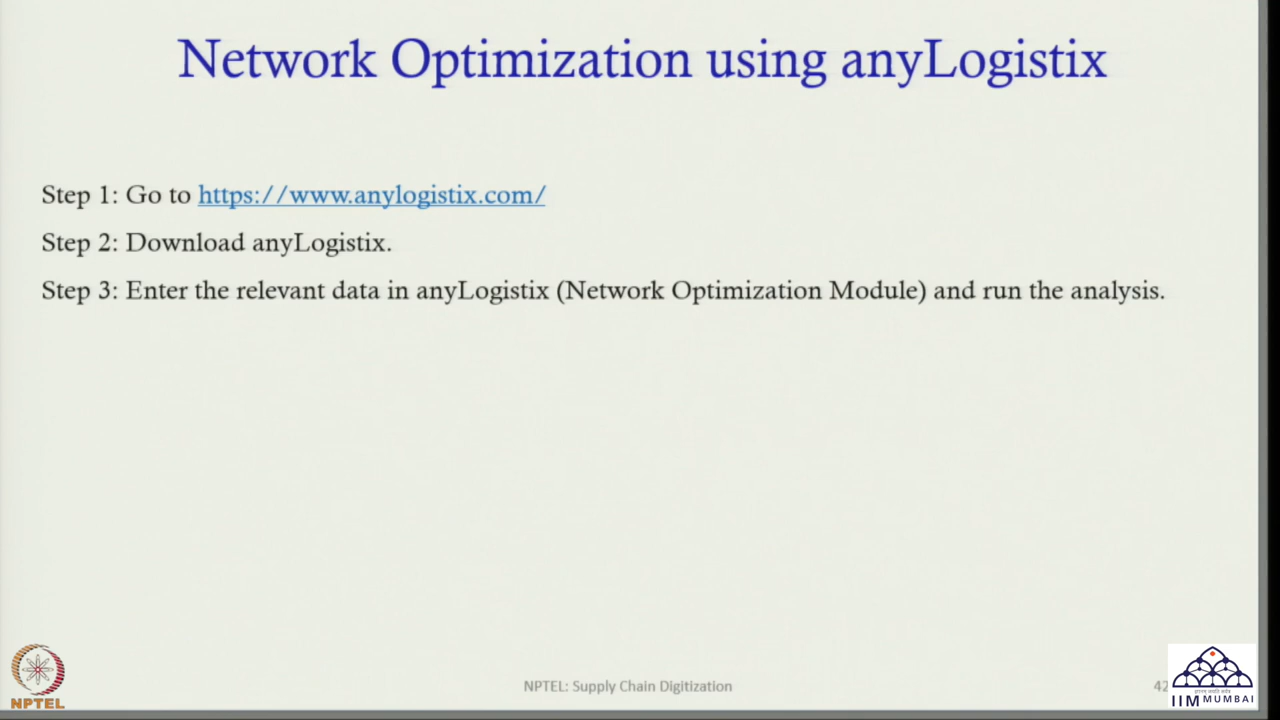 Network Optimization using anyLogistix
Step 1: Go to https://www.anylogistix.com/
Step 2: Download anyLogistix.
Step 3: Enter the relevant data in anyLogistix (Network Optimization Module) and run the analysis.
NPTEL
NPTEL: Supply Chain Digitization
42
IIM MUMBAI